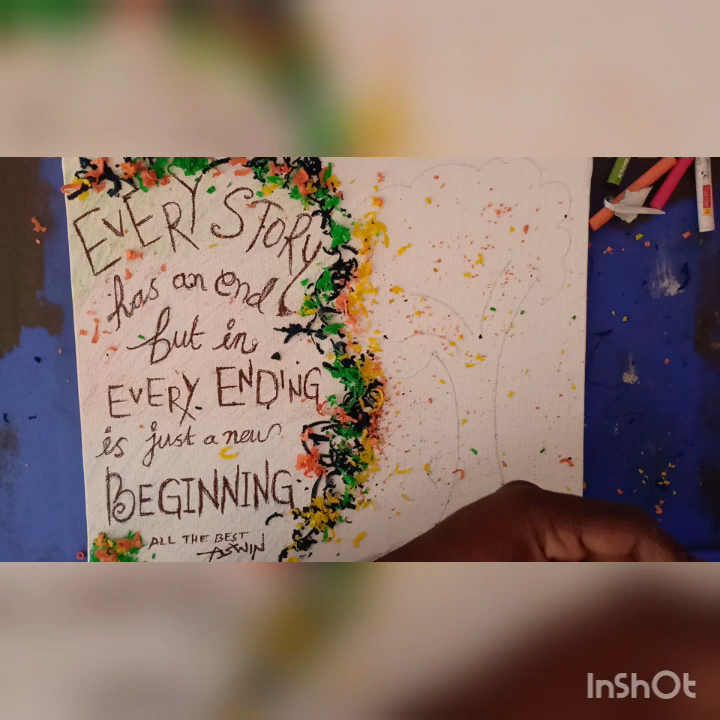 EVERY STORY
has an end
but in
EVERY ENDING
is just a new
BEGINNING
ALL THE BEST
ASWIN
InShOt